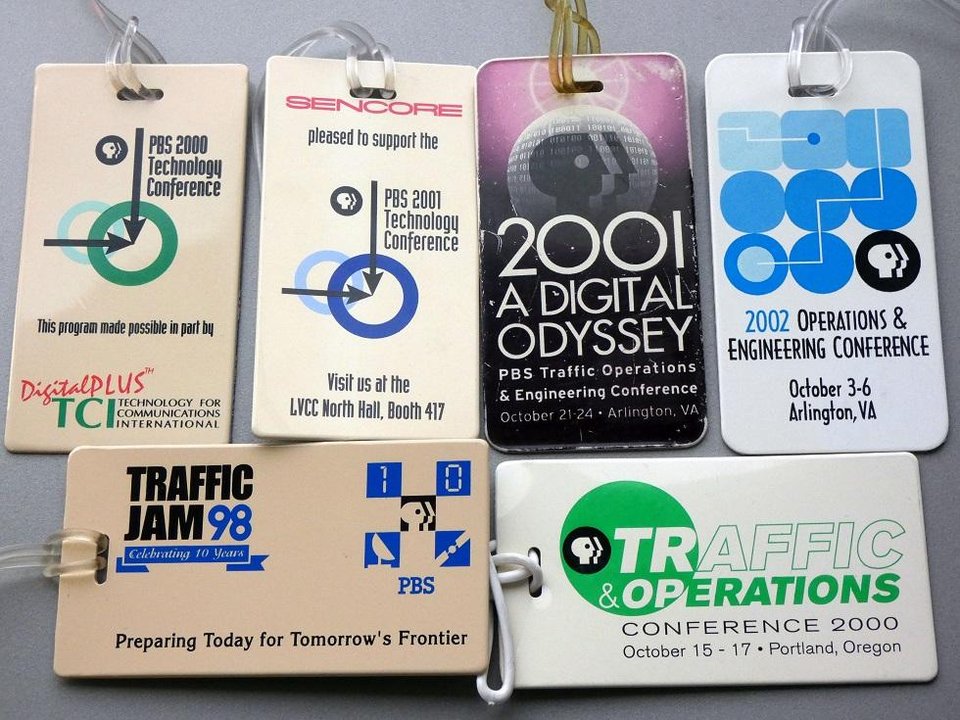 PBS 2000
Technology
Conference
This program made possible in part by
DigitalPLUS™
TCI TECHNOLOGY FOR
COMMUNICATIONS
INTERNATIONAL
SENCORE
pleased to support the
PBS 2001
Technology
Conference
Visit us at the
LVCC North Hall, Booth 417
2001
A DIGITAL
ODYSSEY
PBS Traffic Operations
& Engineering Conference
October 21-24 • Arlington, VA
2002 OPERATIONS &
ENGINEERING CONFERENCE
October 3-6
Arlington, VA
TRAFFIC
JAM 98
Celebrating 10 Years
1 0
PBS
Preparing Today for Tomorrow's Frontier
TRAFFIC
& OPERATIONS
CONFERENCE 2000
October 15 - 17 • Portland, Oregon